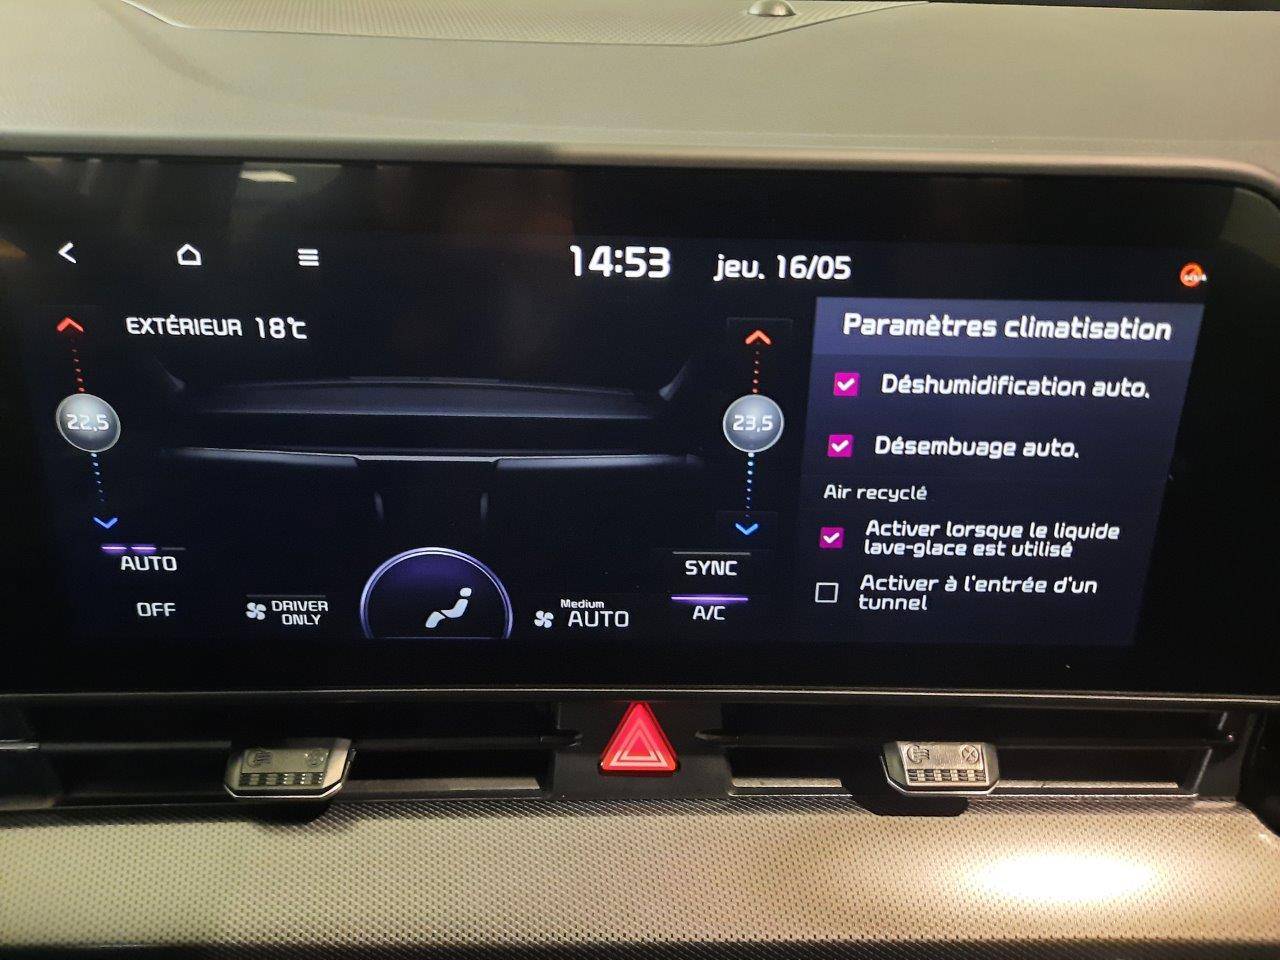 14:53
jeu. 16/05
EXTÉRIEUR 18°C
22,5
23,5
AUTO
OFF
DRIVER
ONLY
Medium
AUTO
SYNC
A/C
Paramètres climatisation
Déshumidification auto.
Désembuage auto.
Air recyclé
Activer lorsque le liquide
lave-glace est utilisé
Activer à l'entrée d'un
tunnel